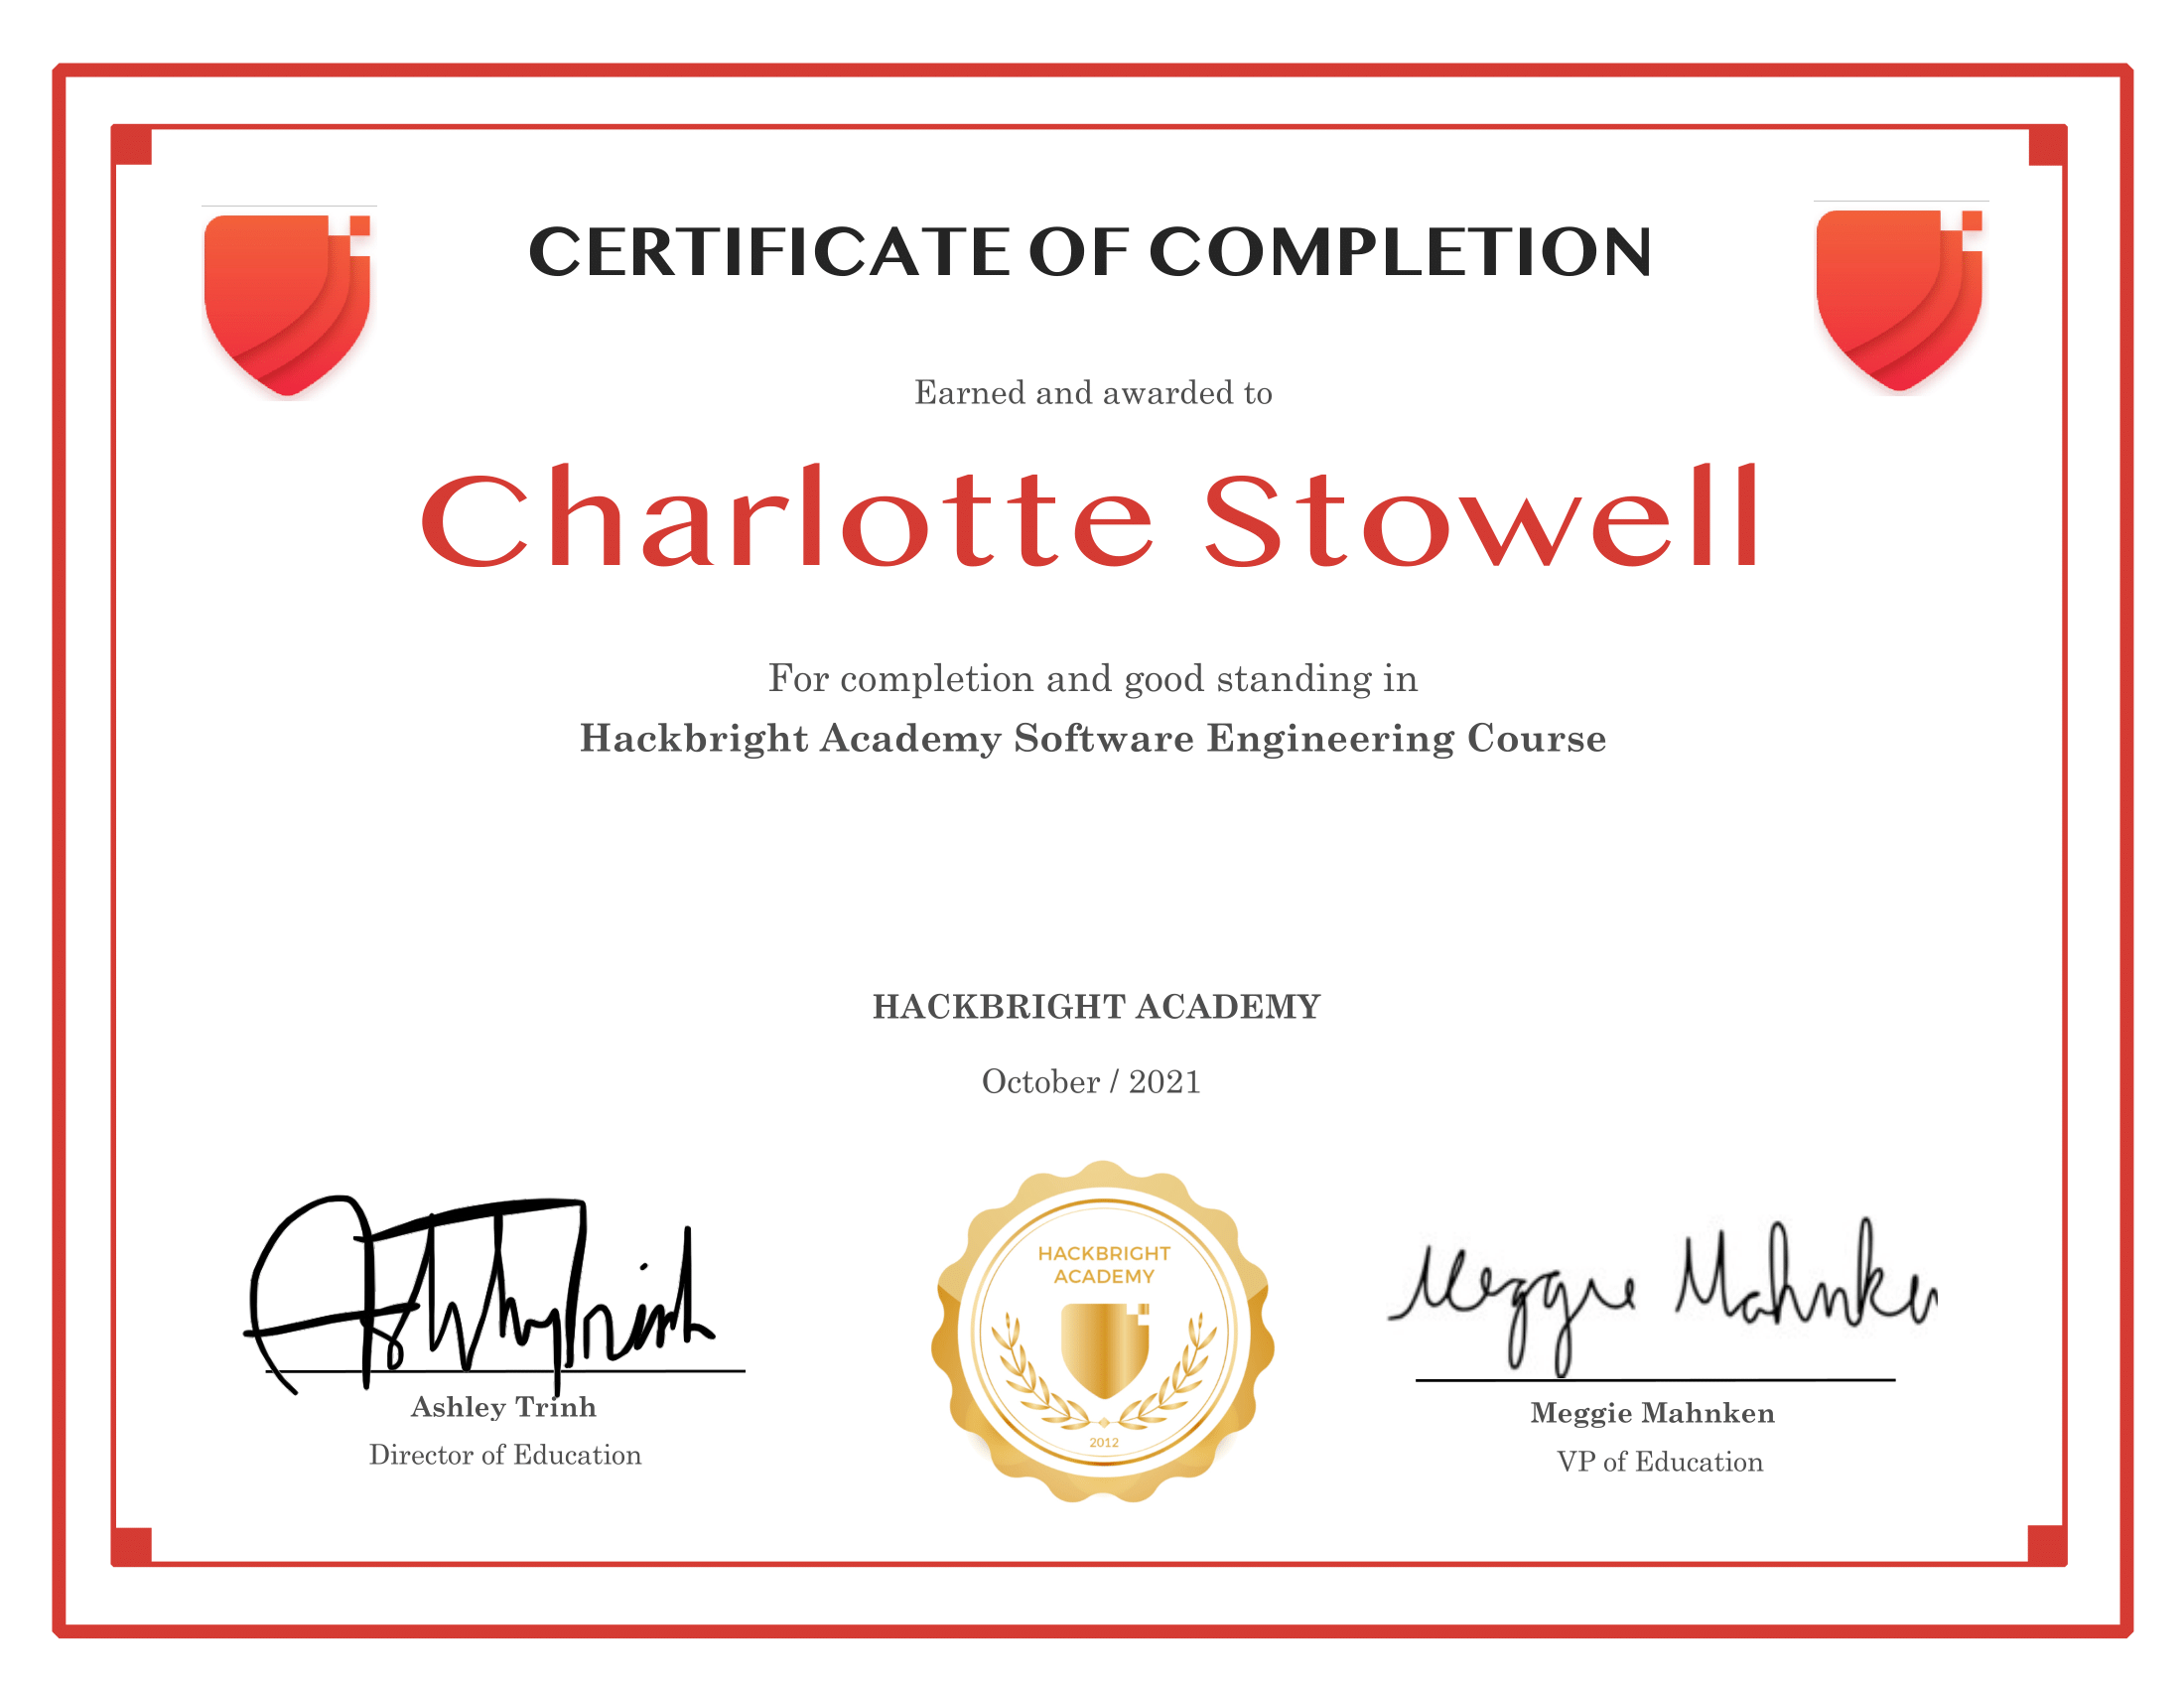 CERTIFICATE OF COMPLETION
Earned and awarded to
Charlotte Stowell
For completion and good standing in
Hackbright Academy Software Engineering Course
HACKBRIGHT ACADEMY
October / 2021
Ashley Trinh
Ashley Trinh
Director of Education
HACKBRIGHT
ACADEMY
2012
Meggie Mahnken
Meggie Mahnken
VP of Education